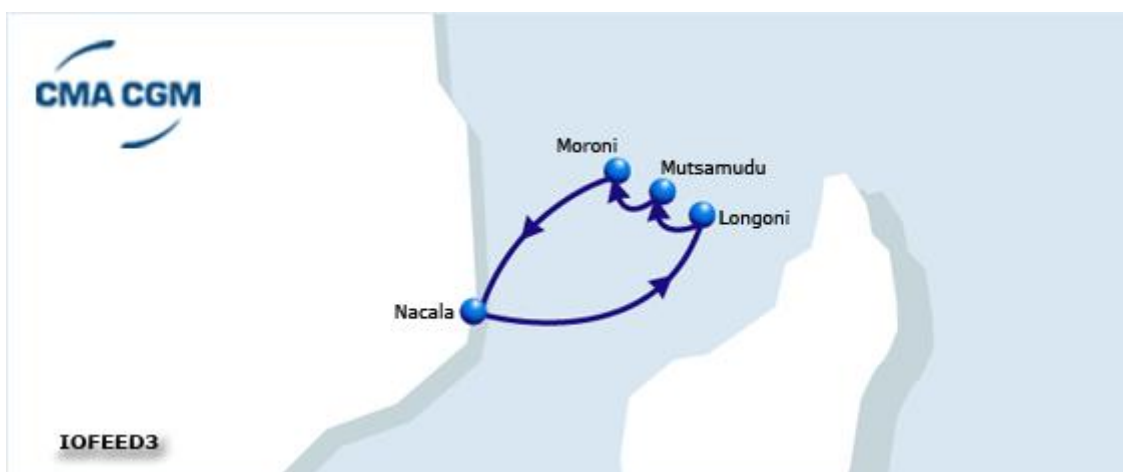 CMA CGM
Moroni
Mutsamudu
Longoni
Nacala
IOFEED3